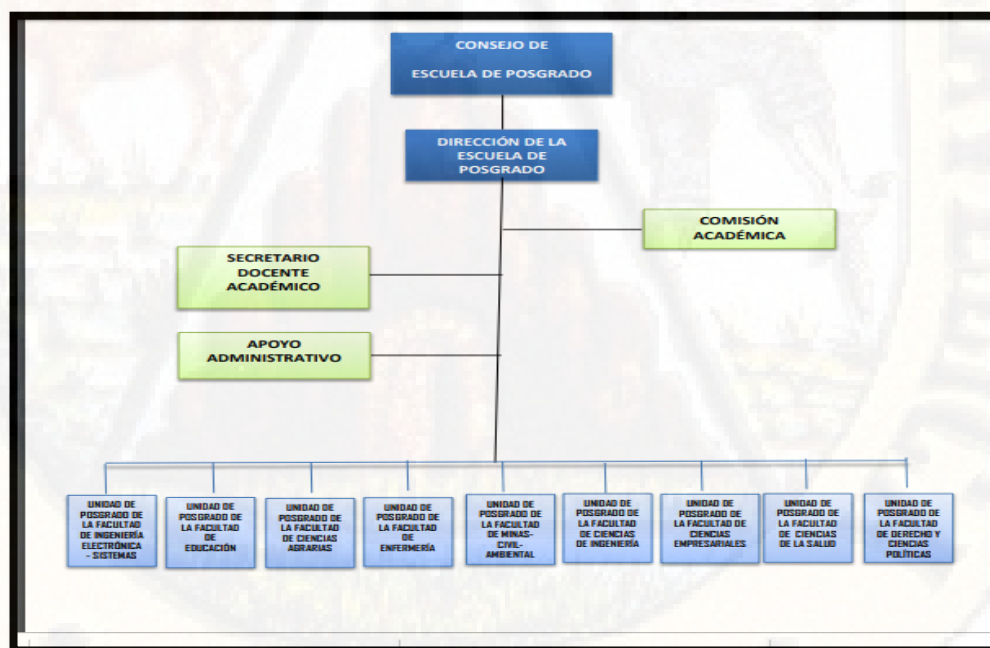 CONSEJO DE
ESCUELA DE POSGRADO
DIRECCIÓN DE LA
ESCUELA DE
POSGRADO
COMISIÓN
ACADÉMICA
SECRETARIO
DOCENTE
ACADÉMICO
APOYO
ADMINISTRATIVO
UNIDAD DE
POSGRADO DE
LA FACULTAD
DE INGENIERÍA
ELECTRÓNICA
- SISTEMAS
UNIDAD DE
POSGRADO DE
LA FACULTAD
DE
EDUCACIÓN
UNIDAD DE
POSGRADO DE
LA FACULTAD
DE CIENCIAS
AGRARIAS
UNIDAD DE
POSGRADO DE
LA FACULTAD
DE
ENFERMERÍA
UNIDAD DE
POSGRADO DE
LA FACULTAD
DE MINAS-
CIVIL-
AMBIENTAL
UNIDAD DE
POSGRADO DE
LA FACULTAD
DE CIENCIAS
DE INGENIERÍA
UNIDAD DE
POSGRADO DE
LA FACULTAD DE
CIENCIAS
EMPRESARIALES
UNIDAD DE
POSGRADO DE
LA FACULTAD
DE CIENCIAS
DE LA SALUD
UNIDAD DE
POSGRADO DE
LA FACULTAD
DE DERECHO Y
CIENCIAS
POLÍTICAS